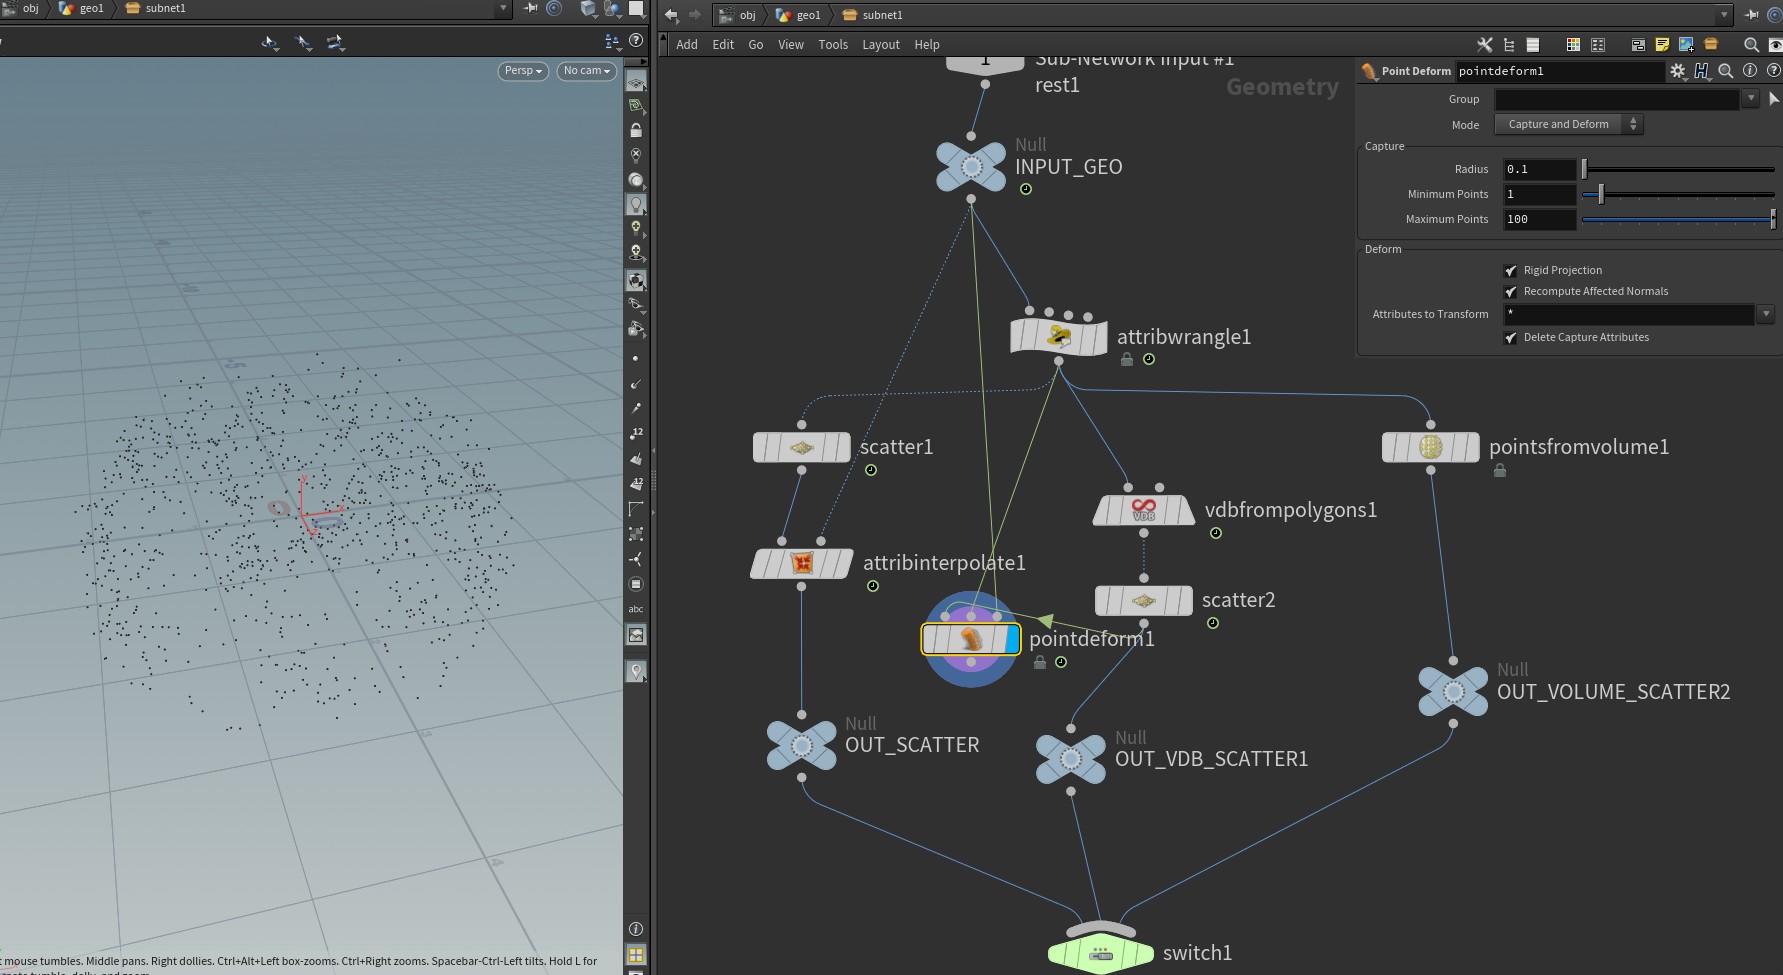 obj geo1 subnet1
obj geo1 subnet1
Add Edit Go View Tools Layout Help
Persp No cam
Sub-Network Input #1
rest1
Geometry
Point Deform pointdeform1
Group
Mode Capture and Deform
Capture
Radius 0.1
Minimum Points 1
Maximum Points 100
Deform
Rigid Projection
Recompute Affected Normals
Attributes to Transform *
Delete Capture Attributes
Null
INPUT_GEO
attribwrangle1
scatter1
pointsfromvolume1
VDB
vdbfrompolygons1
attribinterpolate1
scatter2
pointdeform1
Null
OUT_VOLUME_SCATTER2
Null
OUT_SCATTER
Null
OUT_VDB_SCATTER1
switch1
12
12
abc
mouse tumbles. Middle pans. Right dollies. Ctrl+Alt+Left box-zooms. Ctrl+Right zooms. Spacebar-Ctrl-Left tilts. Hold L for